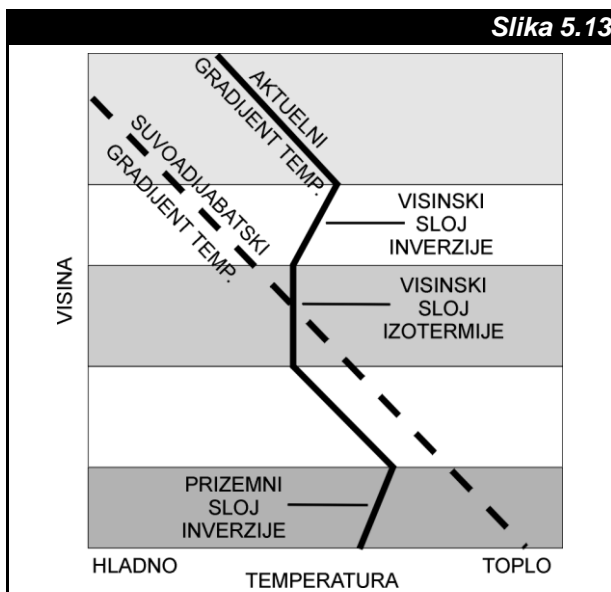 Slika 5.13
AKTUELNI
GRADIJENT TEMP.
SUVOADIJABATSKI
GRADIJENT TEMP.
VISINSKI
SLOJ
INVERZIJE
VISINSKI
SLOJ
IZOTERMIJE
VISINA
PRIZEMNI
SLOJ
INVERZIJE
HLADNO
TEMPERATURA
TOPLO